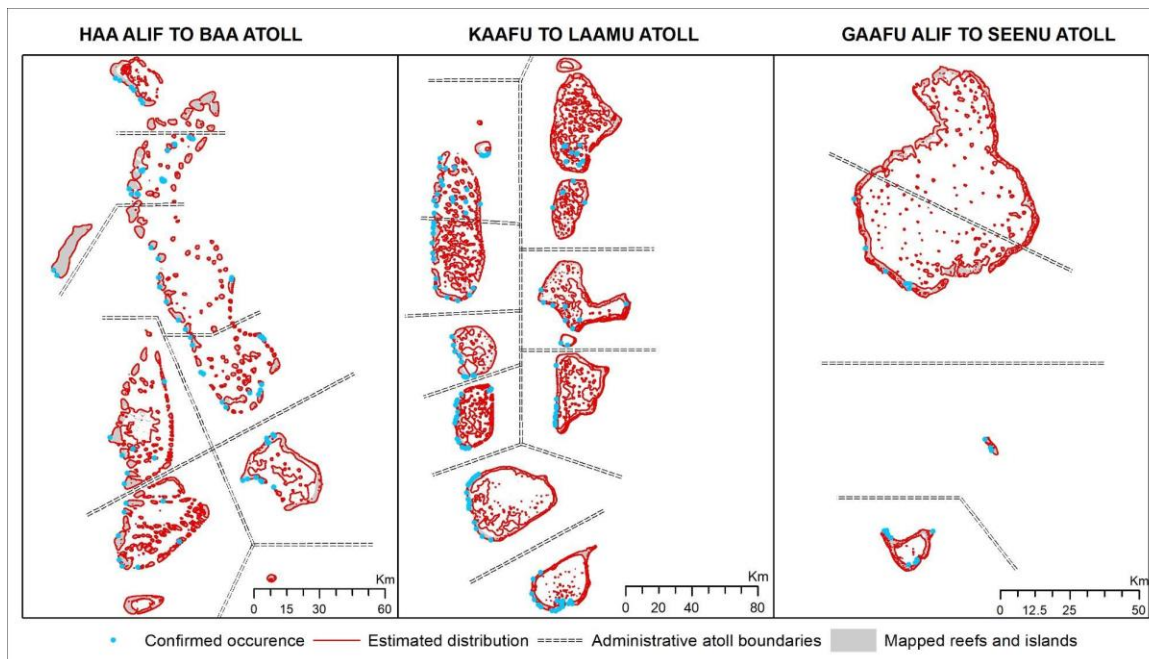 HAA ALIF TO BAA ATOLL
KAAFU TO LAAMU ATOLL
GAAFU ALIF TO SEENU ATOLL
Km
0 15 30 60
Km
0 20 40 80
Km
0 12.5 25 50
Confirmed occurence
Estimated distribution
Administrative atoll boundaries
Mapped reefs and islands